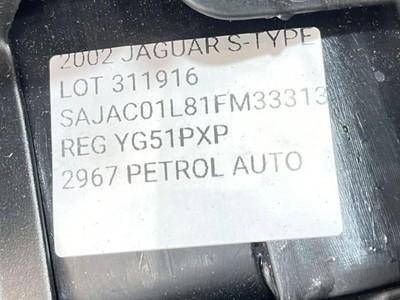 2002 JAGUAR S-TYPE
LOT 311916
SAJAC01L81FM33313
REG YG51PXP
2967 PETROL AUTO